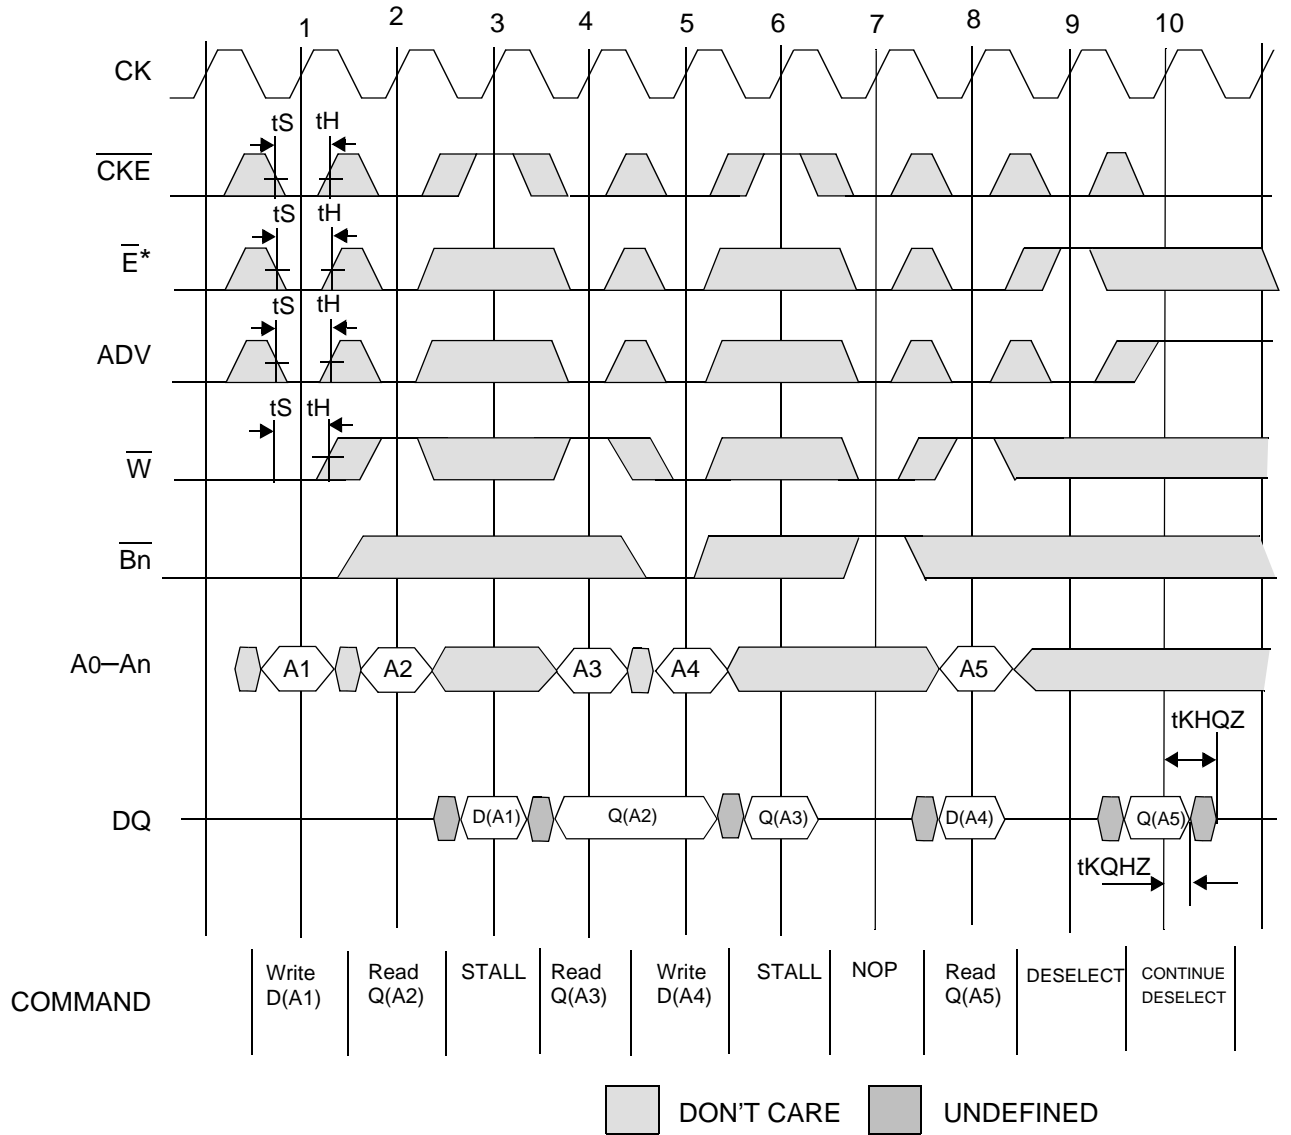 1 2 3 4 5 6 7 8 9 10
CK
tS tH
CKE
tS tH
E*
tS tH
ADV
tS tH
W
Bn
A0–An A1 A2 A3 A4 A5
tKHQZ
DQ D(A1) Q(A2) Q(A3) D(A4) Q(A5)
tKQHZ
COMMAND
Write
D(A1)
Read
Q(A2)
STALL
Read
Q(A3)
Write
D(A4)
STALL
NOP
Read
Q(A5)
DESELECT
CONTINUE
DESELECT
DON'T CARE
UNDEFINED